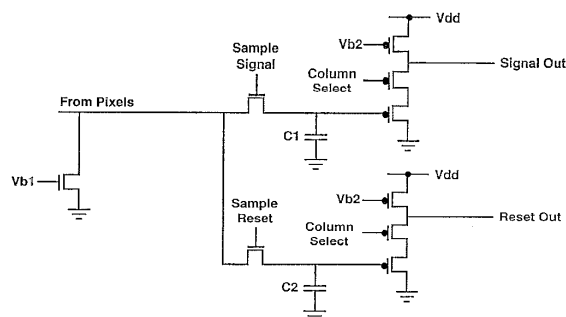 Vdd
Sample
Signal
Vb2
Signal Out
Column
Select
From Pixels
C1
Vb1
Vdd
Sample
Reset
Vb2
Reset Out
Column
Select
C2